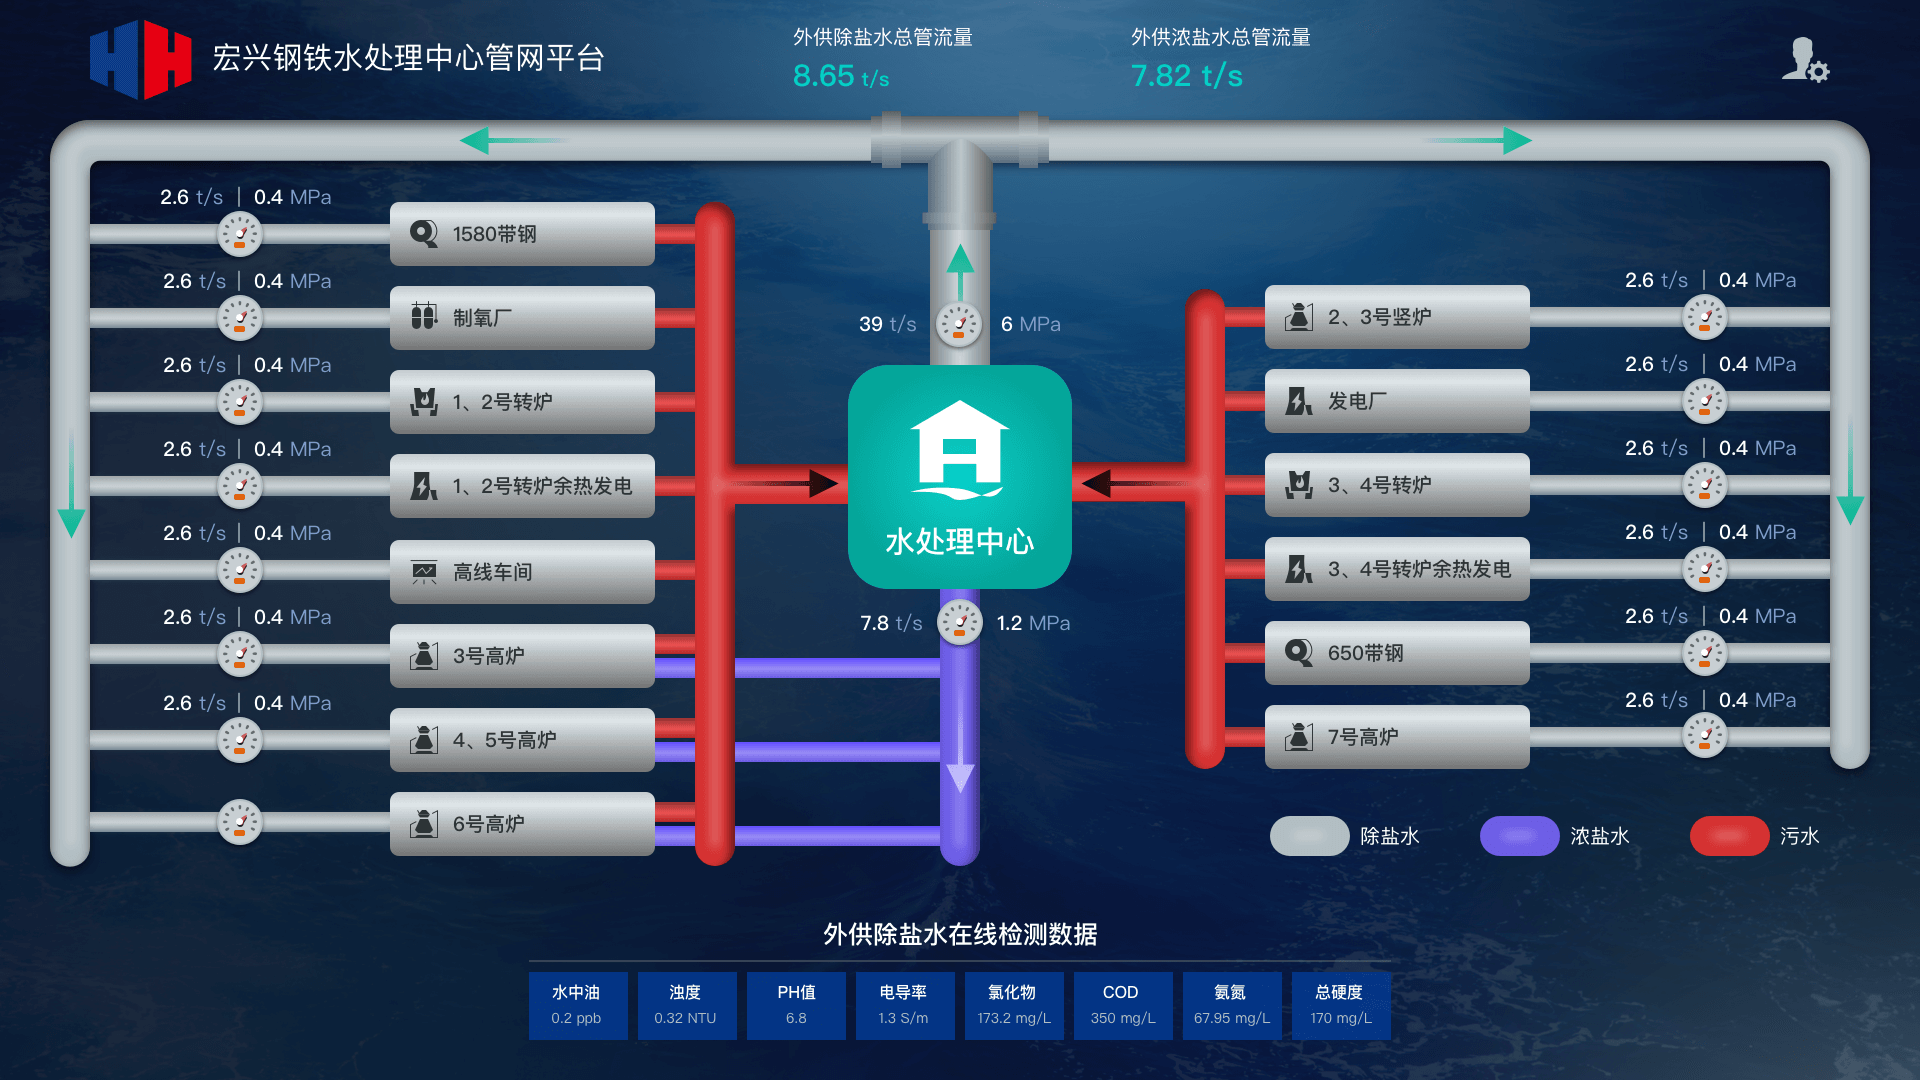 宏兴钢铁水处理中心管网平台
外供除盐水总管流量
8.65 t/s
外供浓盐水总管流量
7.82 t/s
2.6 t/s | 0.4 MPa
1580带钢
2.6 t/s | 0.4 MPa
制氧厂
2.6 t/s | 0.4 MPa
1、2号转炉
2.6 t/s | 0.4 MPa
1、2号转炉余热发电
2.6 t/s | 0.4 MPa
高线车间
2.6 t/s | 0.4 MPa
3号高炉
2.6 t/s | 0.4 MPa
4、5号高炉
6号高炉
39 t/s 6 MPa
水处理中心
7.8 t/s 1.2 MPa
2.6 t/s | 0.4 MPa
2、3号竖炉
2.6 t/s | 0.4 MPa
发电厂
2.6 t/s | 0.4 MPa
3、4号转炉
2.6 t/s | 0.4 MPa
3、4号转炉余热发电
2.6 t/s | 0.4 MPa
650带钢
2.6 t/s | 0.4 MPa
7号高炉
除盐水 浓盐水 污水
外供除盐水在线检测数据
水中油
0.2 ppb
浊度
0.32 NTU
PH值
6.8
电导率
1.3 S/m
氯化物
173.2 mg/L
COD
350 mg/L
氨氮
67.95 mg/L
总硬度
170 mg/L